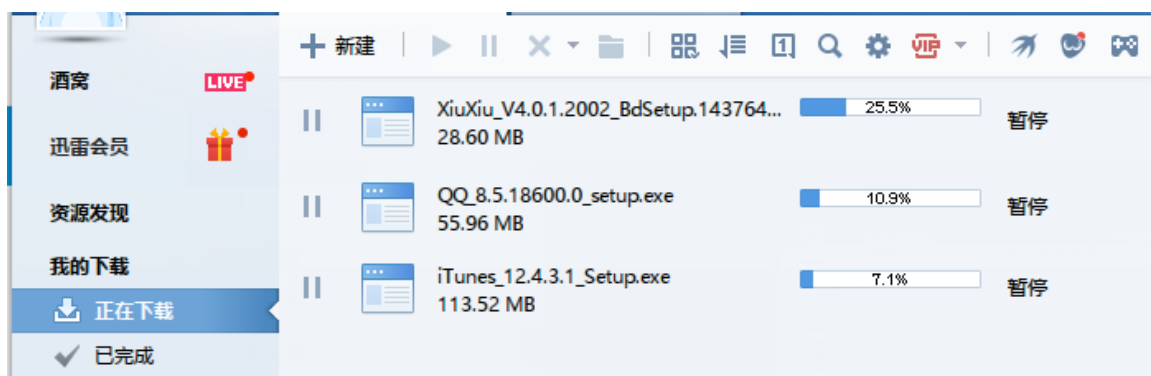 新建
1
VIP
酒窝
LIVE
迅雷会员
资源发现
我的下载
正在下载
已完成
XiuXiu_V4.0.1.2002_BdSetup.143764...
28.60 MB
25.5%
暂停
QQ_8.5.18600.0_setup.exe
55.96 MB
10.9%
暂停
iTunes_12.4.3.1_Setup.exe
113.52 MB
7.1%
暂停